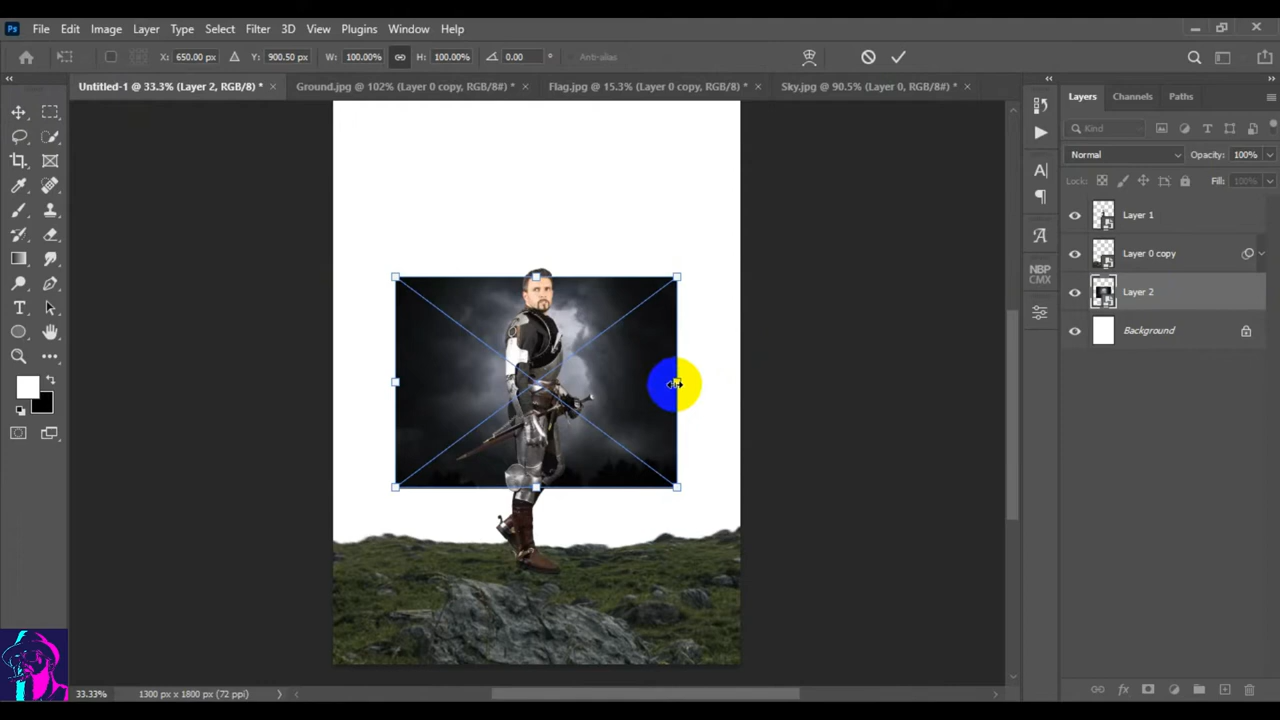 Ps File Edit Image Layer Type Select Filter 3D View Plugins Window Help
X: 650.00 px Y: 900.50 px W: 100.00% H: 100.00% 0.00 ° Anti-alias
Untitled-1 @ 33.3% (Layer 2, RGB/8) * × Ground.jpg @ 102% (Layer 0 copy, RGB/8#) * × Flag.jpg @ 15.3% (Layer 0 copy, RGB/8) * × Sky.jpg @ 90.5% (Layer 0, RGB/8#) * ×
Layers Channels Paths
Kind
Normal Opacity: 100%
Lock: Fill: 100%
Layer 1
Layer 0 copy
NBP
CMX
Layer 2
Background
33.33% 1300 px x 1800 px (72 ppi)